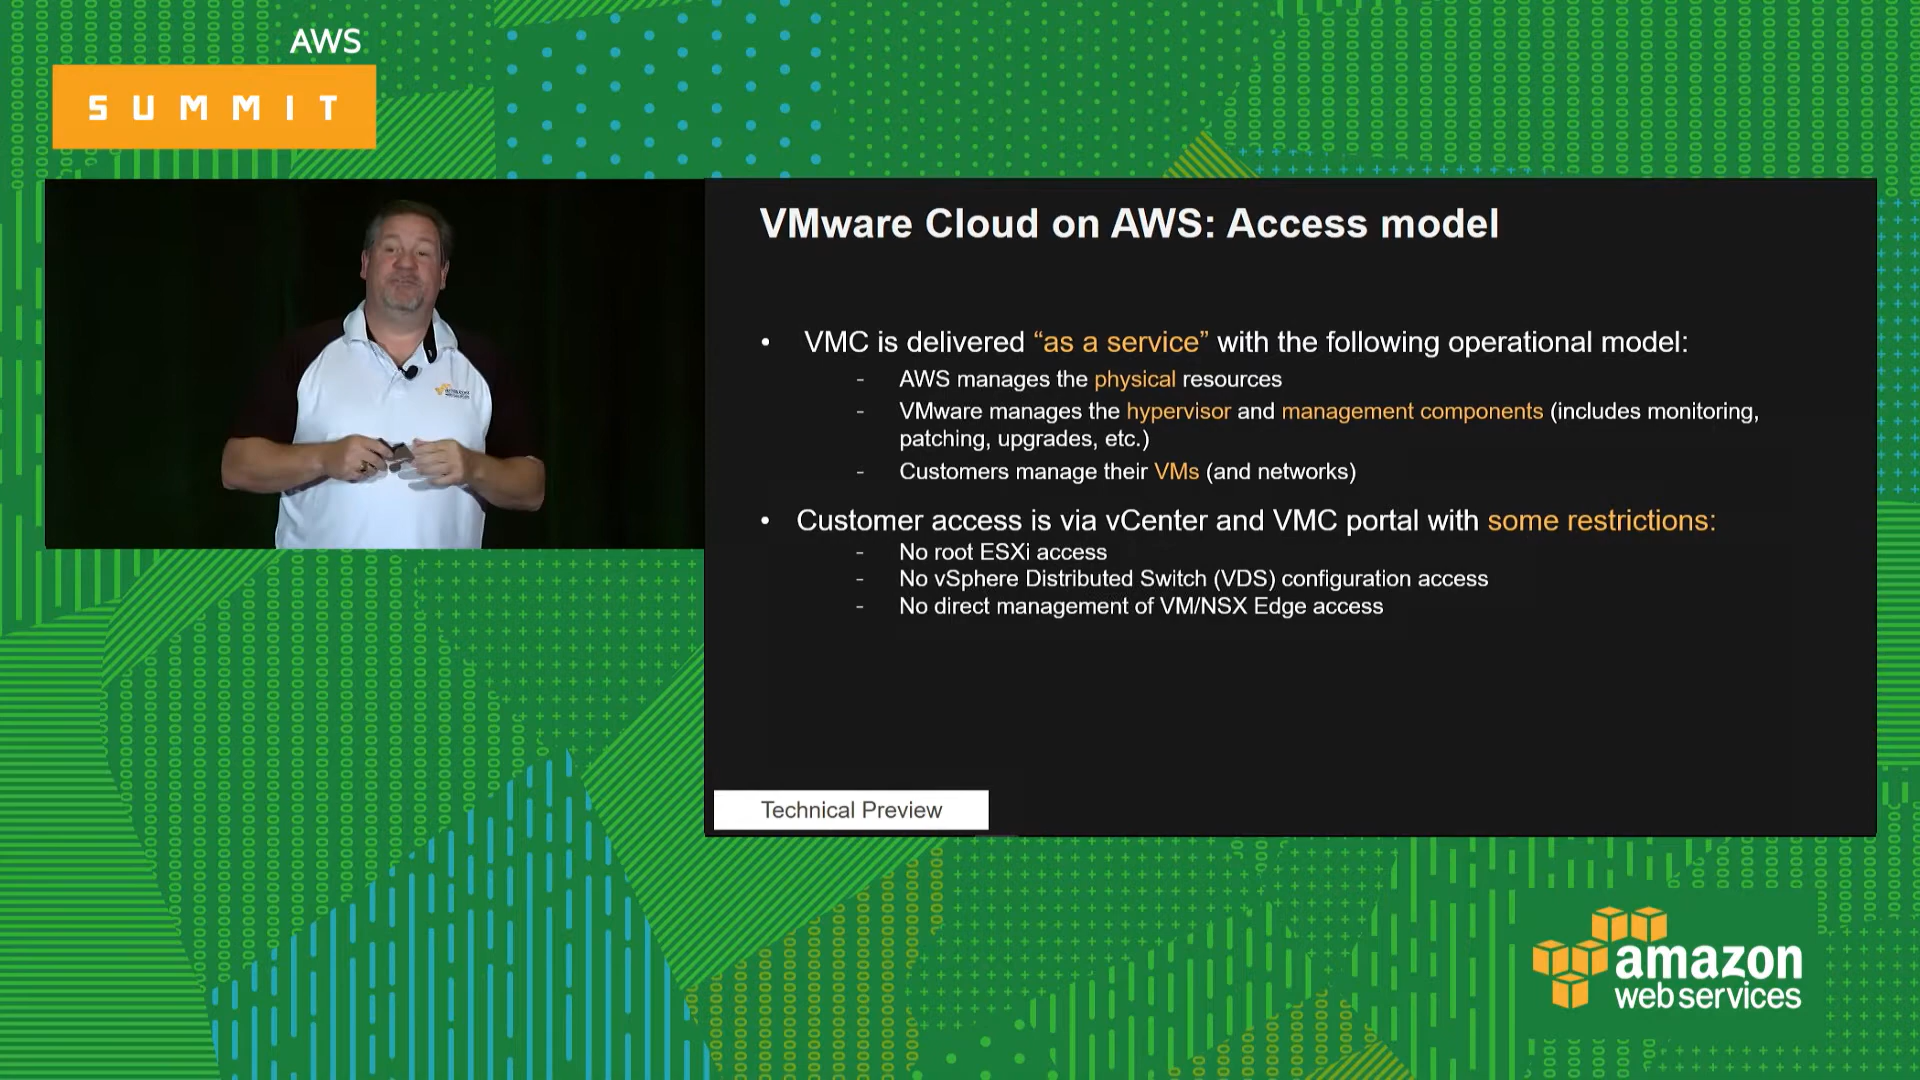 AWS
SUMMIT
VMware Cloud on AWS: Access model
• VMC is delivered “as a service” with the following operational model:
- AWS manages the physical resources
- VMware manages the hypervisor and management components (includes monitoring,
patching, upgrades, etc.)
- Customers manage their VMs (and networks)
• Customer access is via vCenter and VMC portal with some restrictions:
- No root ESXi access
- No vSphere Distributed Switch (VDS) configuration access
- No direct management of VM/NSX Edge access
Technical Preview
amazon
web services